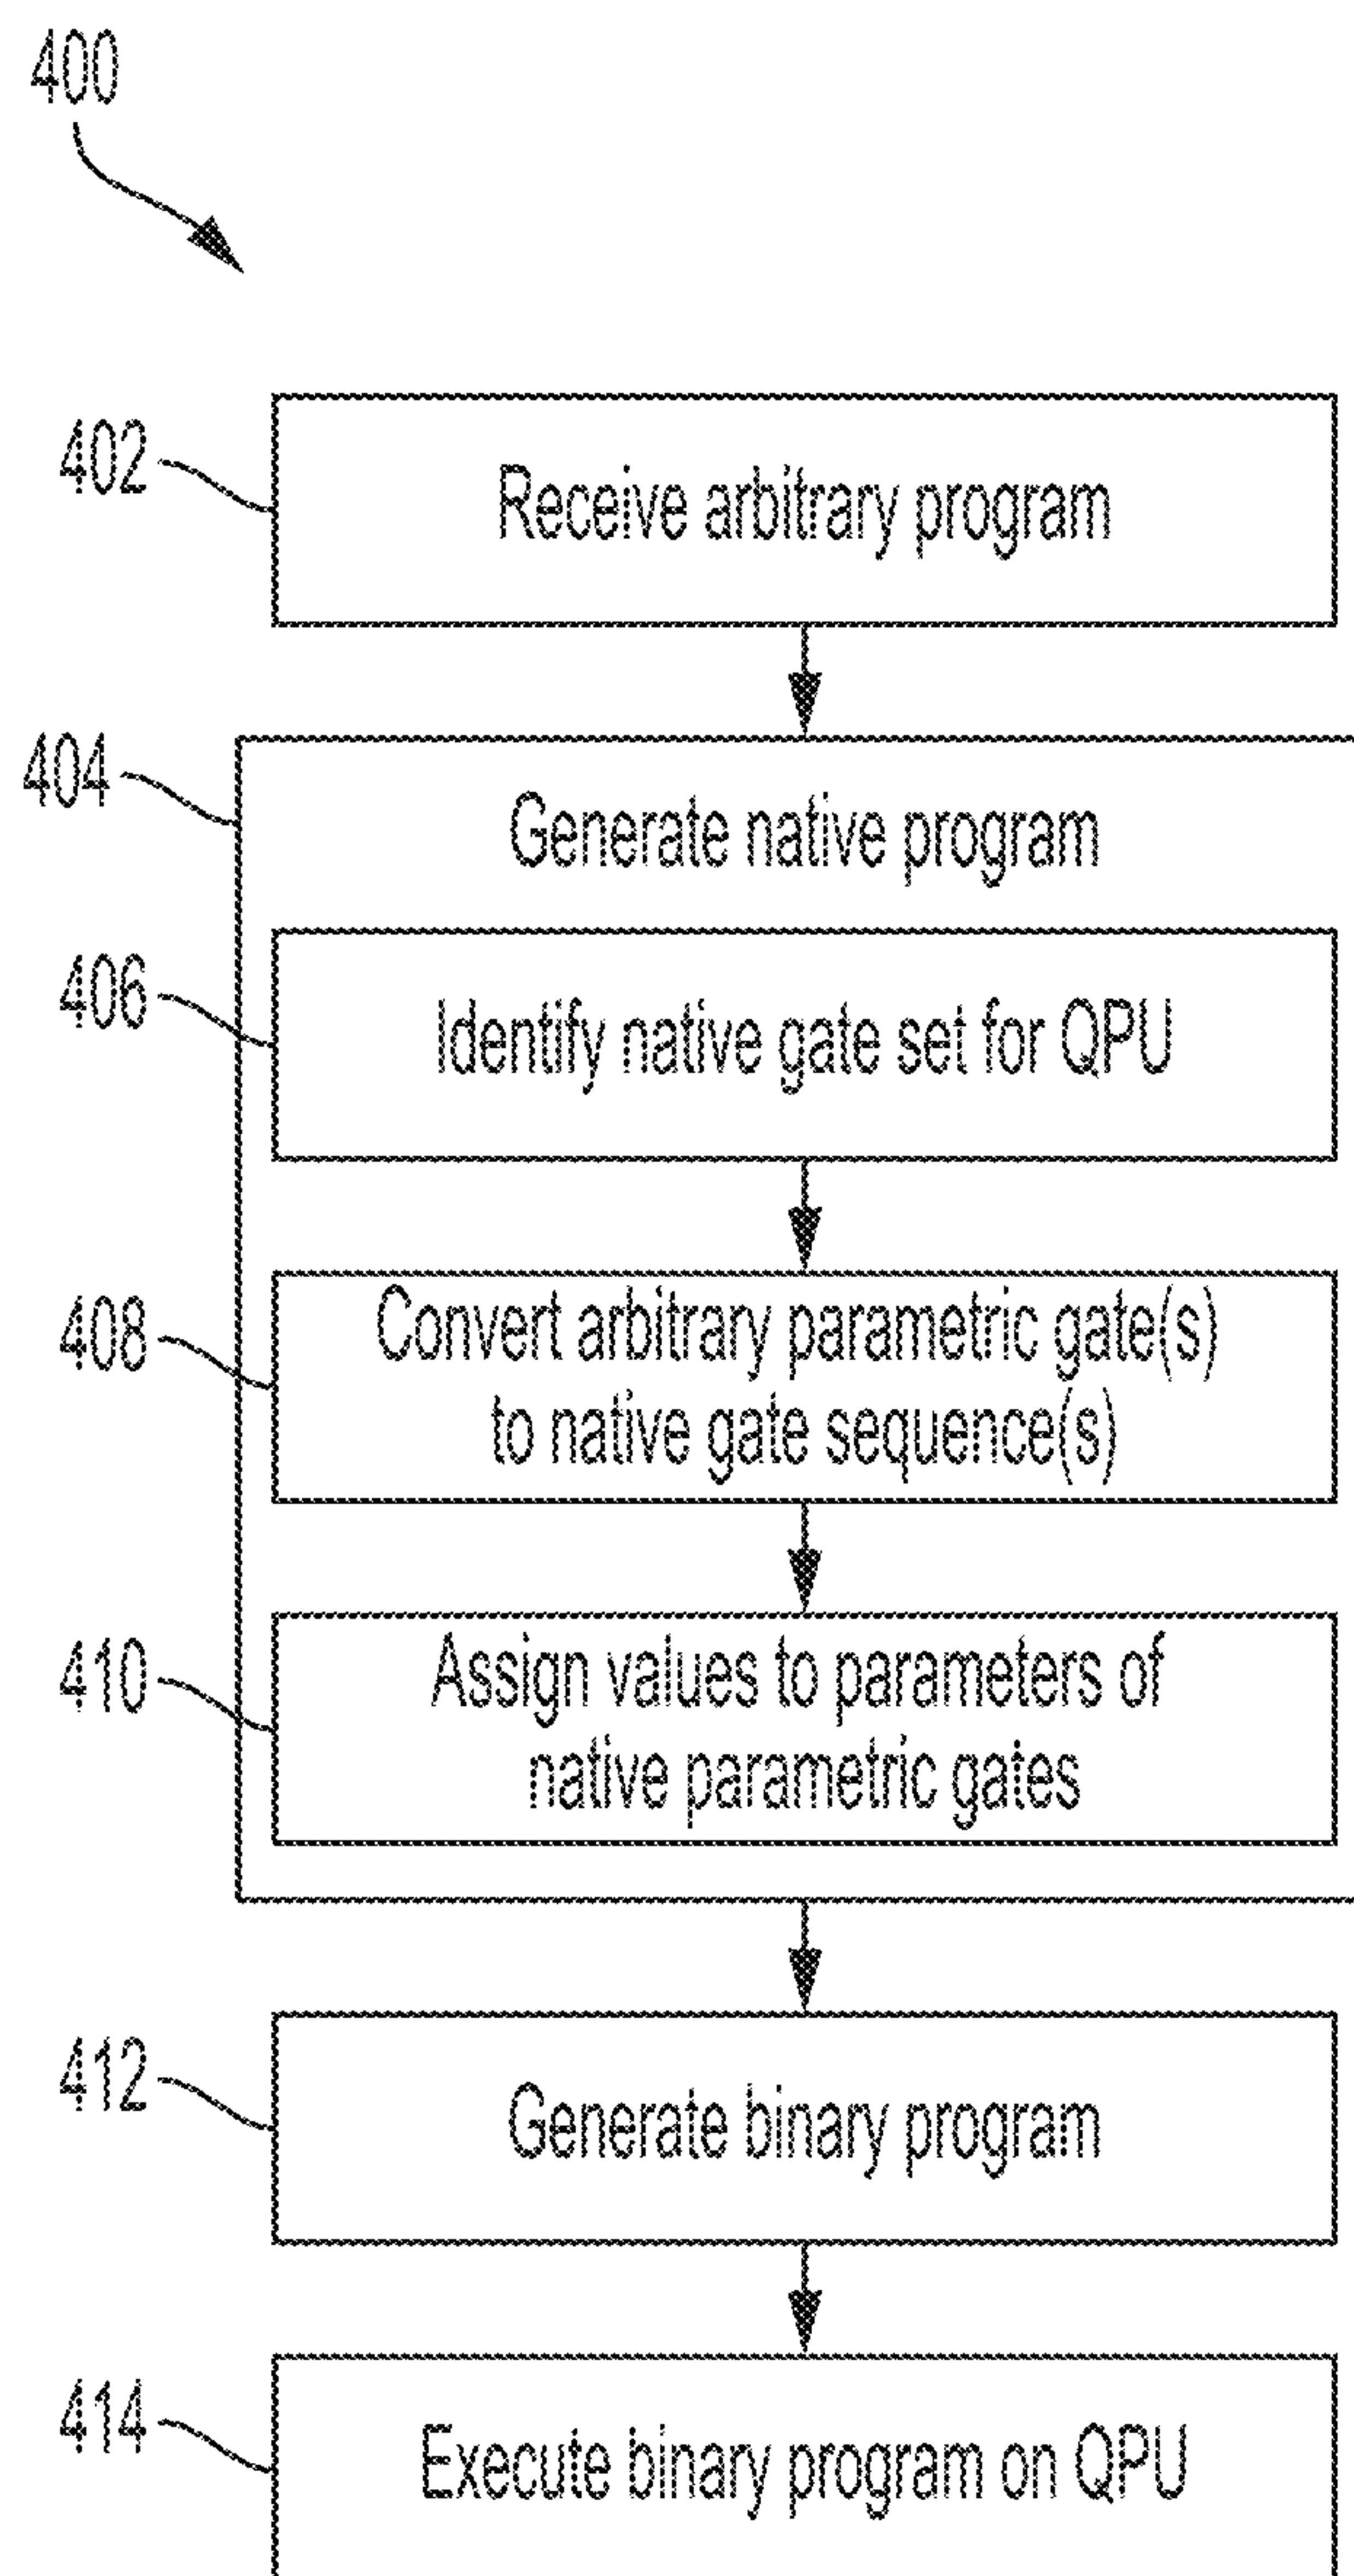 400
402
Receive arbitrary program
404
Generate native program
406
Identify native gate set for QPU
408
Convert arbitrary parametric gate(s)
to native gate sequence(s)
410
Assign values to parameters of
native parametric gates
412
Generate binary program
414
Execute binary program on QPU